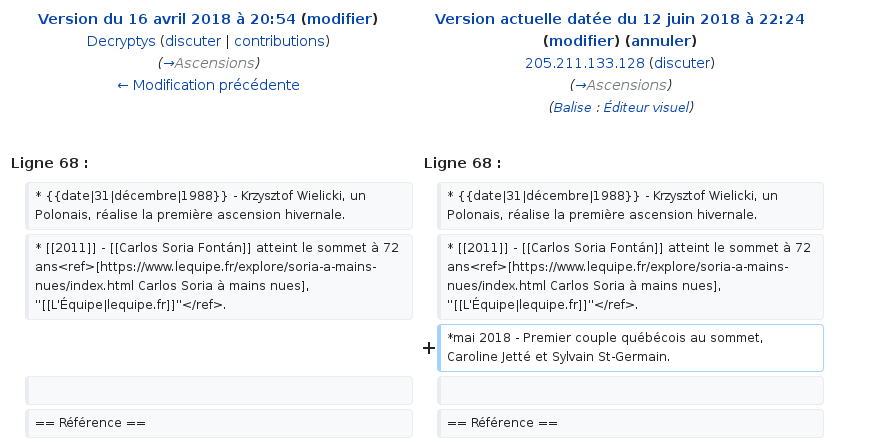 Version du 16 avril 2018 à 20:54 (modifier)
Decryptys (discuter | contributions)
(→Ascensions)
← Modification précédente
Version actuelle datée du 12 juin 2018 à 22:24
(modifier) (annuler)
205.211.133.128 (discuter)
(→Ascensions)
(Balise : Éditeur visuel)
Ligne 68 :
Ligne 68 :
* {{date|31|décembre|1988}} - Krzysztof Wielicki, un
Polonais, réalise la première ascension hivernale.
* {{date|31|décembre|1988}} - Krzysztof Wielicki, un
Polonais, réalise la première ascension hivernale.
* [[2011]] - [[Carlos Soria Fontán]] atteint le sommet à 72
ans<ref>[https://www.lequipe.fr/explore/soria-a-mains-
nues/index.html Carlos Soria à mains nues],
''[[L'Équipe|lequipe.fr]]''</ref>.
* [[2011]] - [[Carlos Soria Fontán]] atteint le sommet à 72
ans<ref>[https://www.lequipe.fr/explore/soria-a-mains-
nues/index.html Carlos Soria à mains nues],
''[[L'Équipe|lequipe.fr]]''</ref>.
+
*mai 2018 - Premier couple québécois au sommet,
Caroline Jetté et Sylvain St-Germain.
== Référence ==
== Référence ==